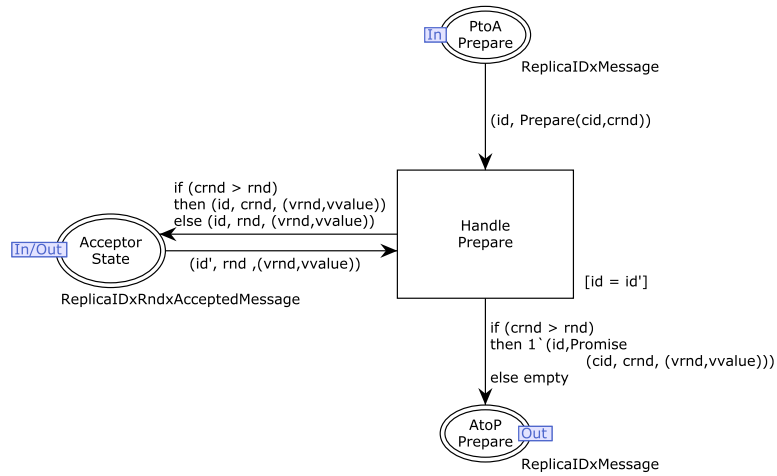 PtoA
Prepare
In
ReplicaIDxMessage
(id, Prepare(cid,crnd))
if (crnd > rnd)
then (id, crnd, (vrnd,vvalue))
else (id, rnd, (vrnd,vvalue))
Handle
Prepare
Acceptor
State
In/Out
(id', rnd ,(vrnd,vvalue))
ReplicaIDxRndxAcceptedMessage
[id = id']
if (crnd > rnd)
then 1`(id,Promise
(cid, crnd, (vrnd,vvalue)))
else empty
AtoP
Prepare
Out
ReplicaIDxMessage